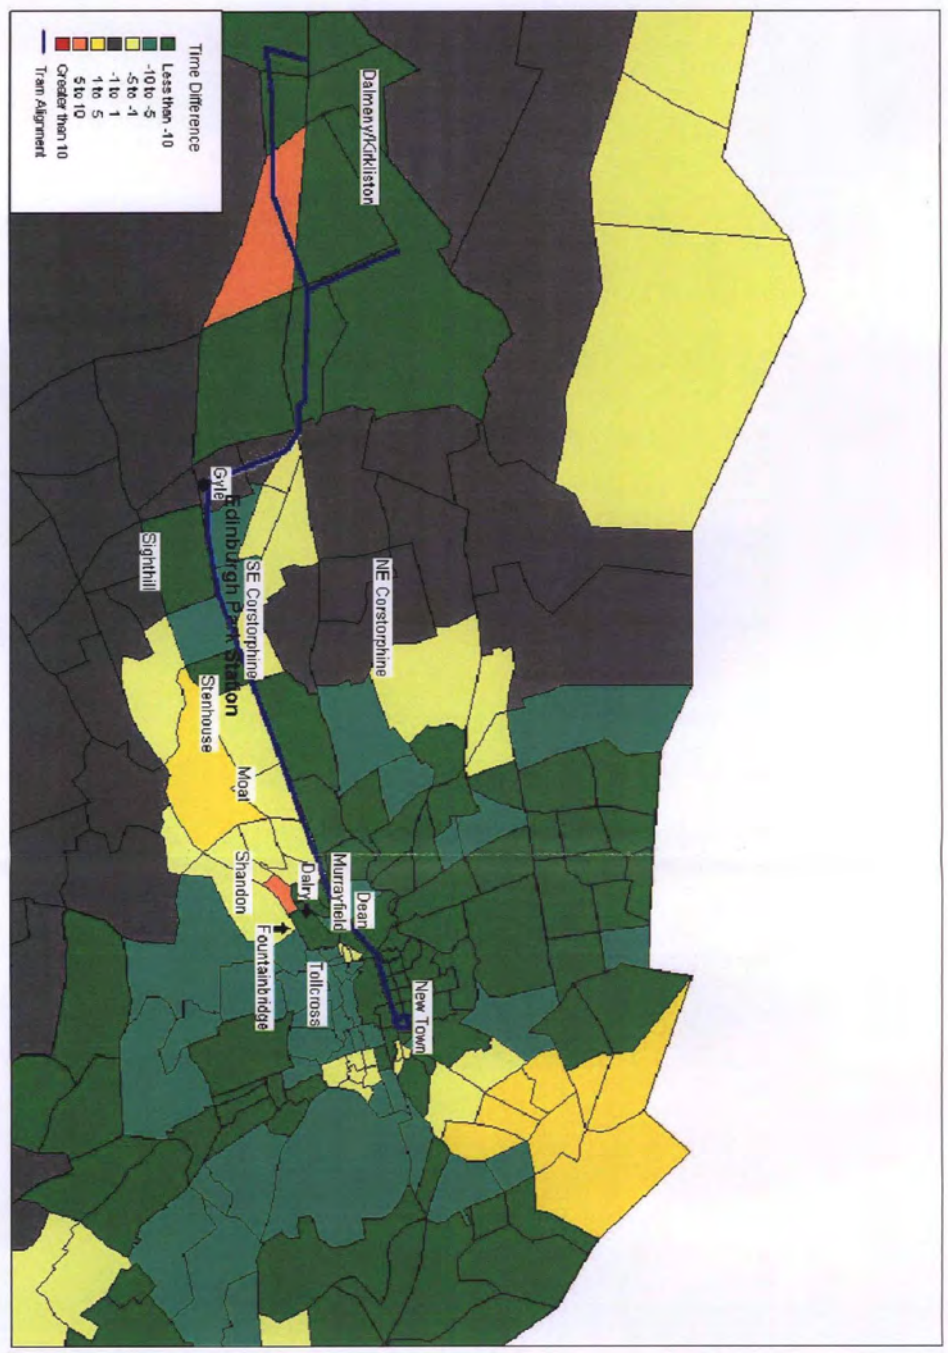 Time Difference
Less than -10
-10 to -5
-5 to -1
-1 to 1
1 to 5
5 to 10
Greater than 10
Tram Alignment
Dalmeny/Kirkliston
Gyle
Edinburgh Park Station
Sighthill
SE Corstorphine
NE Corstorphine
Stenhouse
Moat
Shandon
Dalry
Murrayfield
Dean
Fountainbridge
Tollcross
New Town